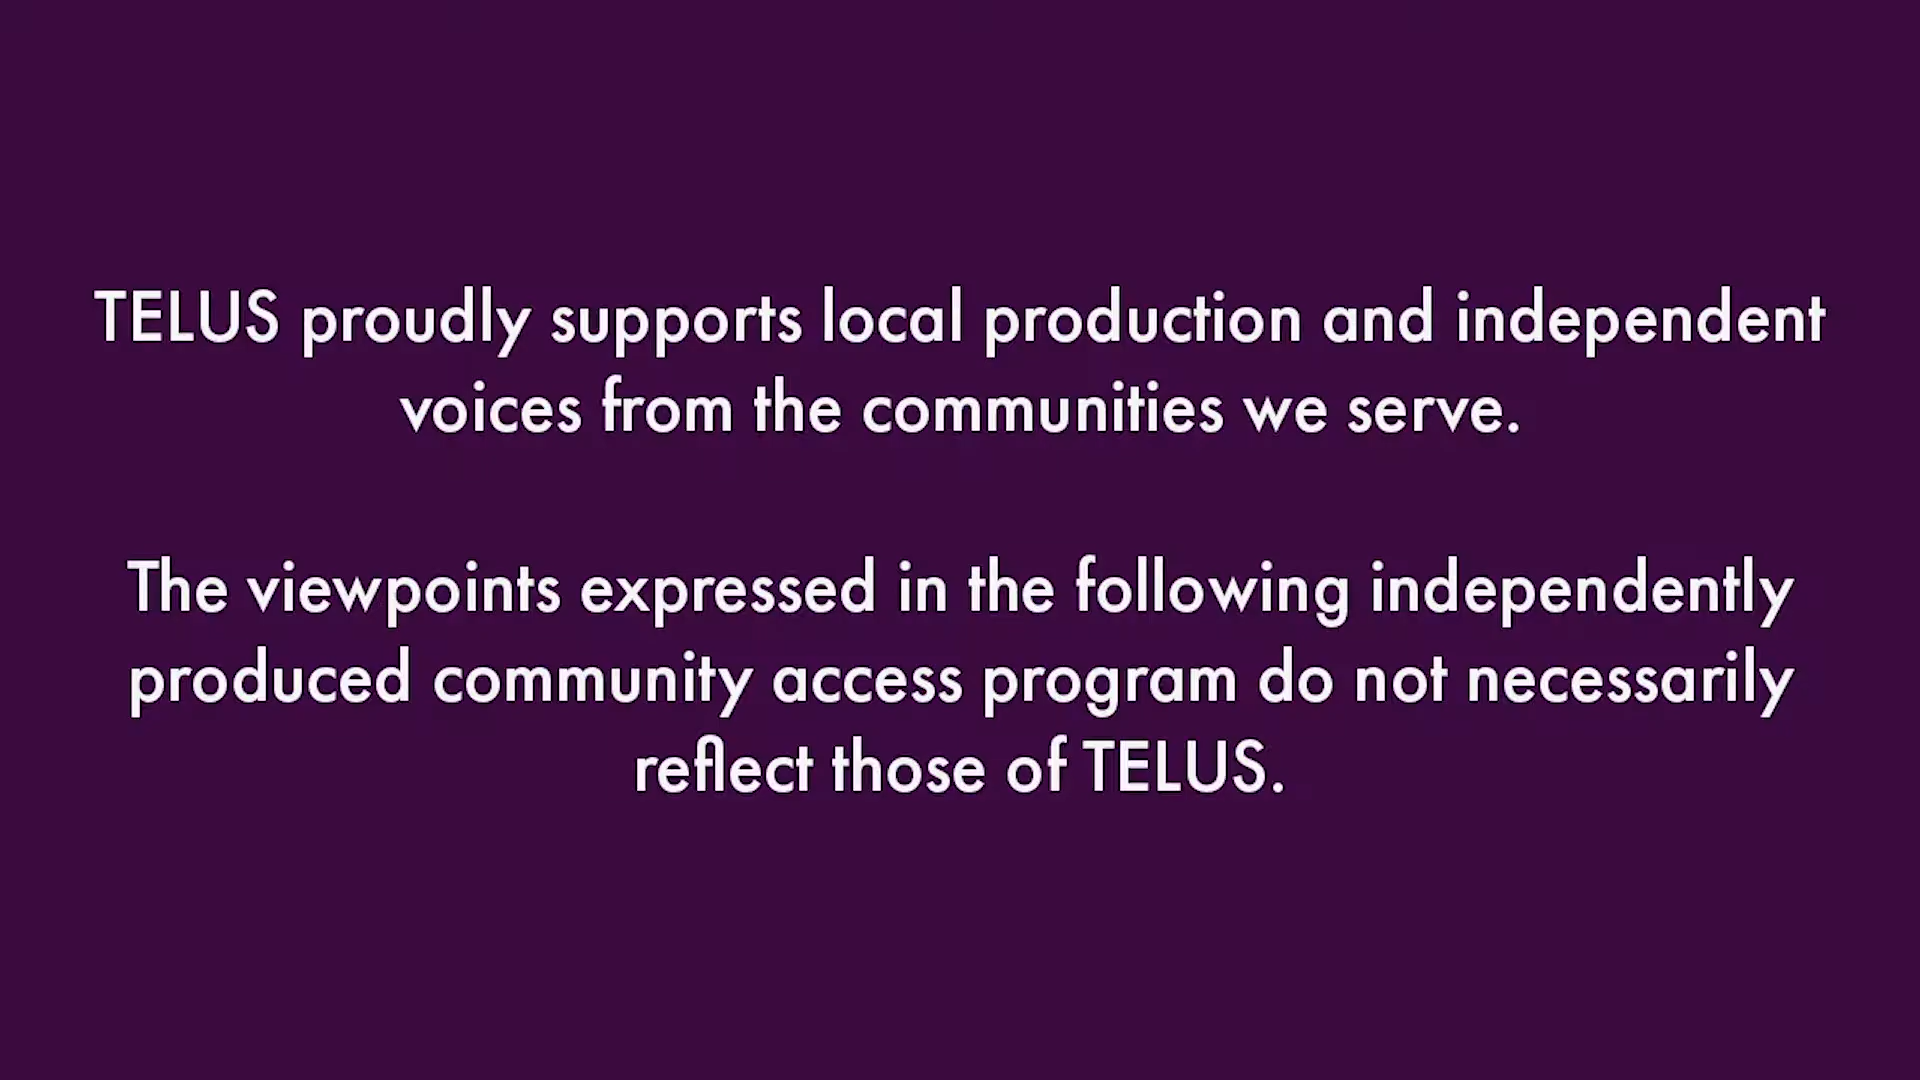 TELUS proudly supports local production and independent
voices from the communities we serve.
The viewpoints expressed in the following independently
produced community access program do not necessarily
reflect those of TELUS.